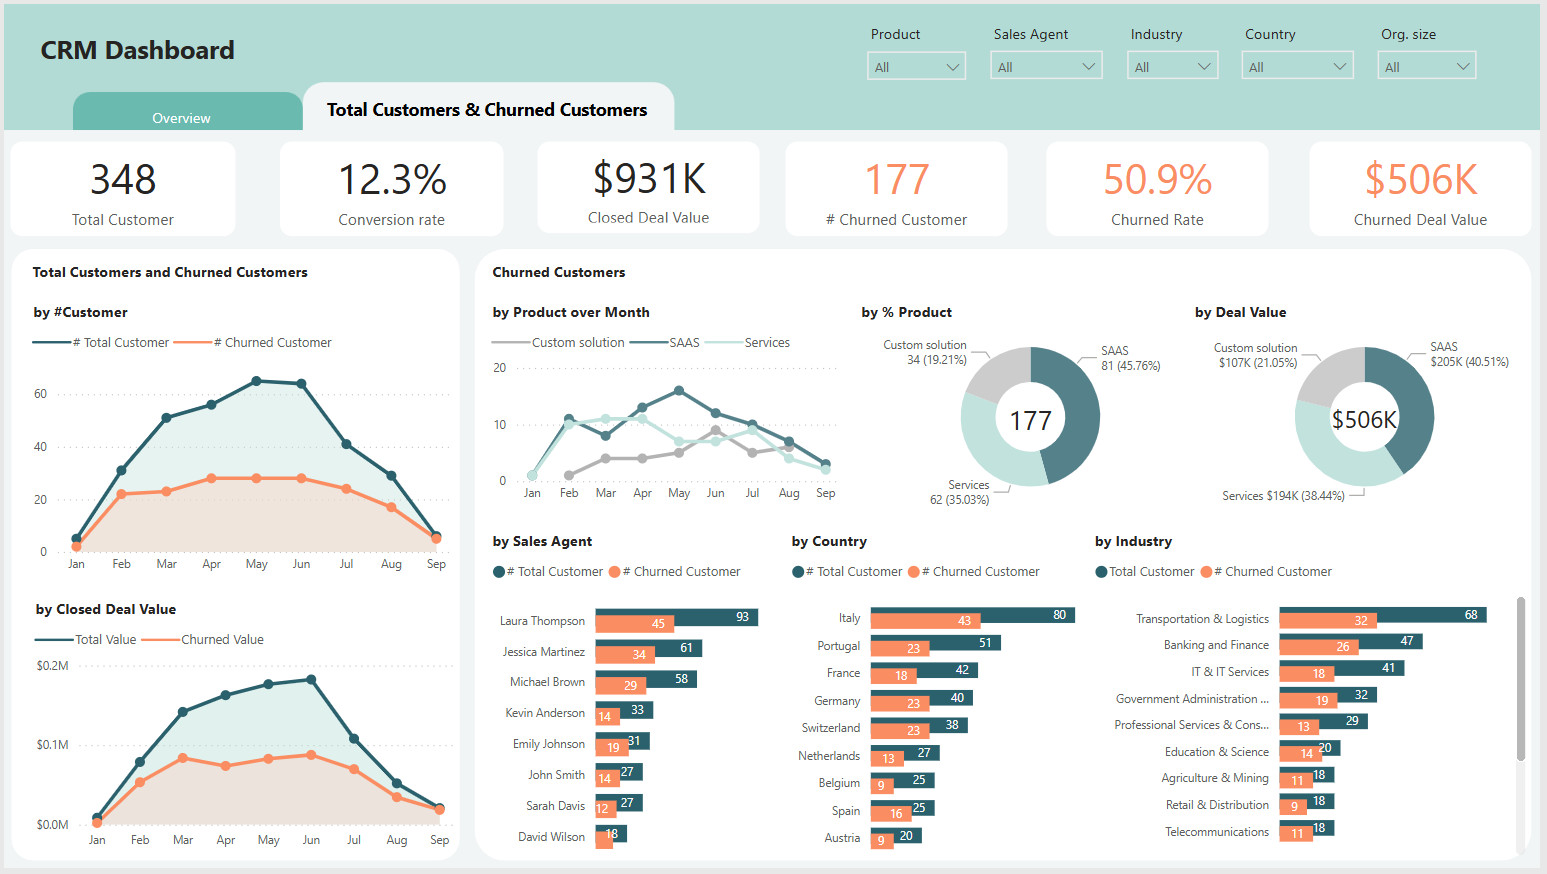 CRM Dashboard
Product
Sales Agent
Industry
Country
Org. size
All
All
All
All
All
Overview
Total Customers & Churned Customers
348
Total Customer
12.3%
Conversion rate
$931K
Closed Deal Value
177
# Churned Customer
50.9%
Churned Rate
$506K
Churned Deal Value
Total Customers and Churned Customers
by #Customer
# Total Customer
# Churned Customer
60
40
20
0
Jan Feb Mar Apr May Jun Jul Aug Sep
by Closed Deal Value
Total Value
Churned Value
$0.2M
$0.1M
$0.0M
Jan Feb Mar Apr May Jun Jul Aug Sep
Churned Customers
by Product over Month
Custom solution
SAAS
Services
20
10
0
Jan Feb Mar Apr May Jun Jul Aug Sep
by % Product
Custom solution
34 (19.21%)
SAAS
81 (45.76%)
177
Services
62 (35.03%)
by Deal Value
Custom solution
$107K (21.05%)
SAAS
$205K (40.51%)
$506K
Services $194K (38.44%)
by Sales Agent
# Total Customer
# Churned Customer
Laura Thompson 45 93
Jessica Martinez 34 61
Michael Brown 29 58
Kevin Anderson 14 33
Emily Johnson 19 31
John Smith 14 27
Sarah Davis 12 27
David Wilson 18
by Country
# Total Customer
# Churned Customer
Italy 43 80
Portugal 23 51
France 18 42
Germany 23 40
Switzerland 23 38
Netherlands 13 27
Belgium 9 25
Spain 16 25
Austria 9 20
by Industry
Total Customer
# Churned Customer
Transportation & Logistics 32 68
Banking and Finance 26 47
IT & IT Services 18 41
Government Administration ... 19 32
Professional Services & Cons... 13 29
Education & Science 14 20
Agriculture & Mining 11 18
Retail & Distribution 9 18
Telecommunications 11 18